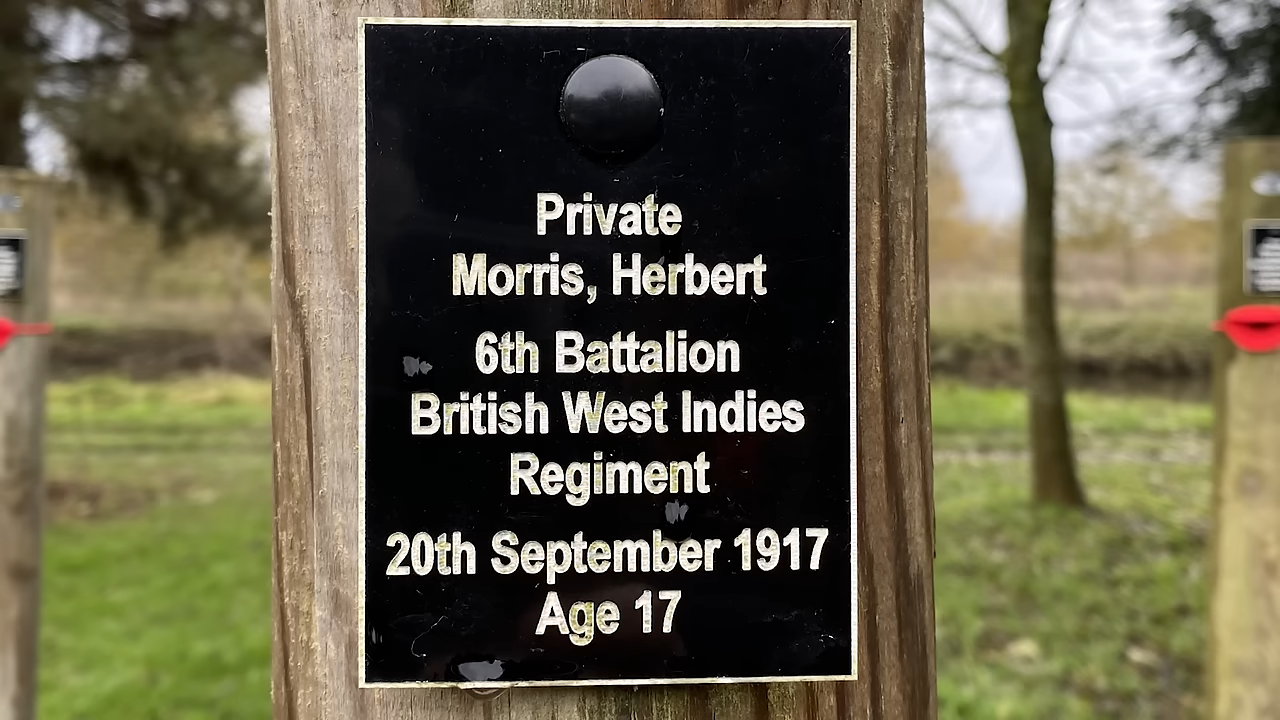 Private
Morris, Herbert
6th Battalion
British West Indies
Regiment
20th September 1917
Age 17